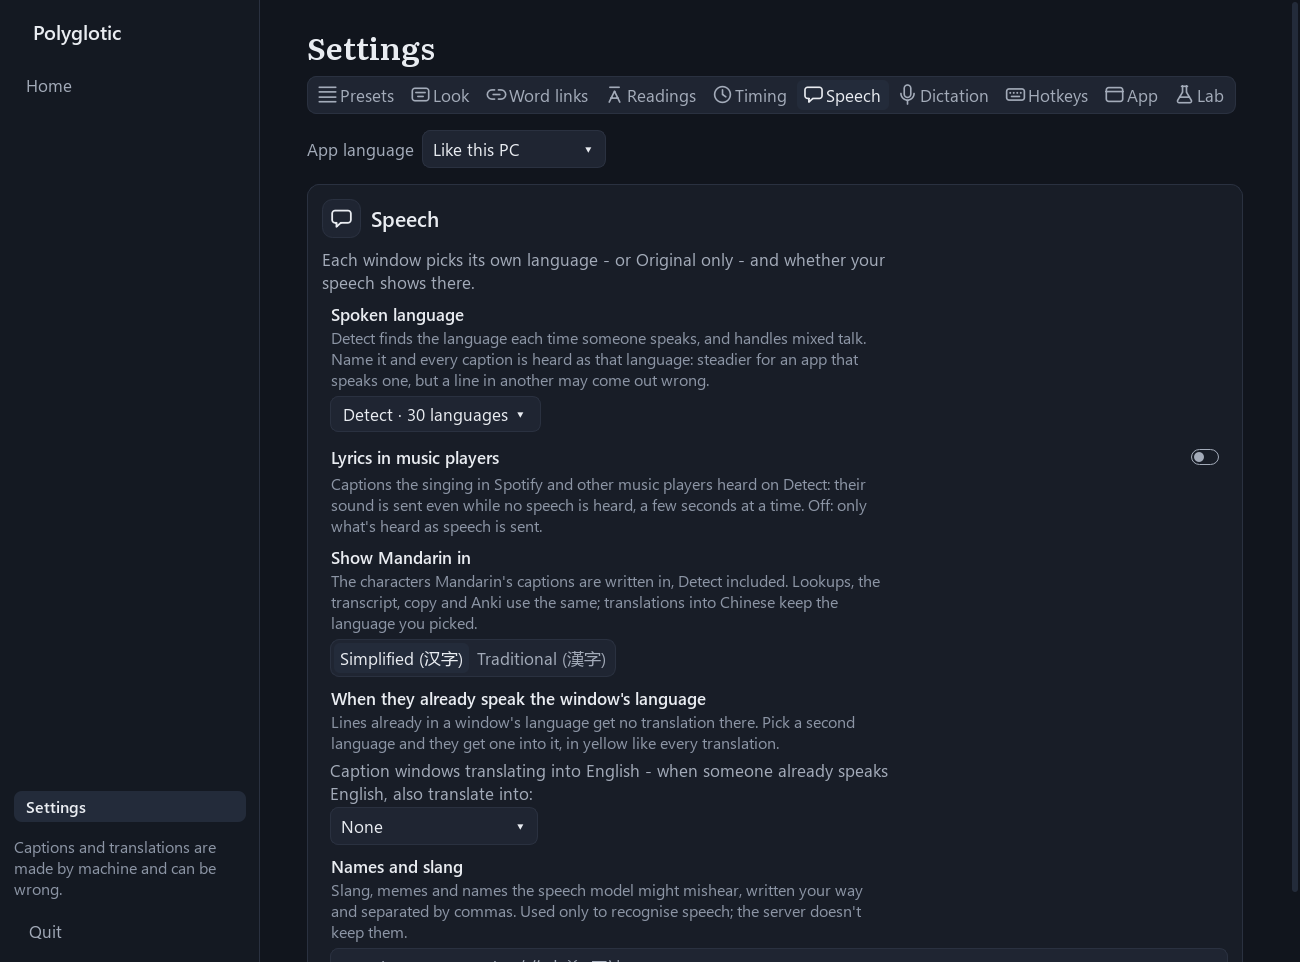 Polyglotic
Home
Settings
Presets
Look
Word links
Readings
Timing
Speech
Dictation
Hotkeys
App
Lab
App language
Like this PC
Speech
Each window picks its own language - or Original only - and whether your
speech shows there.
Spoken language
Detect finds the language each time someone speaks, and handles mixed talk.
Name it and every caption is heard as that language: steadier for an app that
speaks one, but a line in another may come out wrong.
Detect · 30 languages
Lyrics in music players
Captions the singing in Spotify and other music players heard on Detect: their
sound is sent even while no speech is heard, a few seconds at a time. Off: only
what's heard as speech is sent.
Show Mandarin in
The characters Mandarin's captions are written in, Detect included. Lookups, the
transcript, copy and Anki use the same; translations into Chinese keep the
language you picked.
Simplified (汉字)
Traditional (漢字)
When they already speak the window's language
Lines already in a window's language get no translation there. Pick a second
language and they get one into it, in yellow like every translation.
Caption windows translating into English - when someone already speaks
English, also translate into:
None
Names and slang
Slang, memes and names the speech model might mishear, written your way
and separated by commas. Used only to recognise speech; the server doesn't
keep them.
Settings
Captions and translations are
made by machine and can be
wrong.
Quit